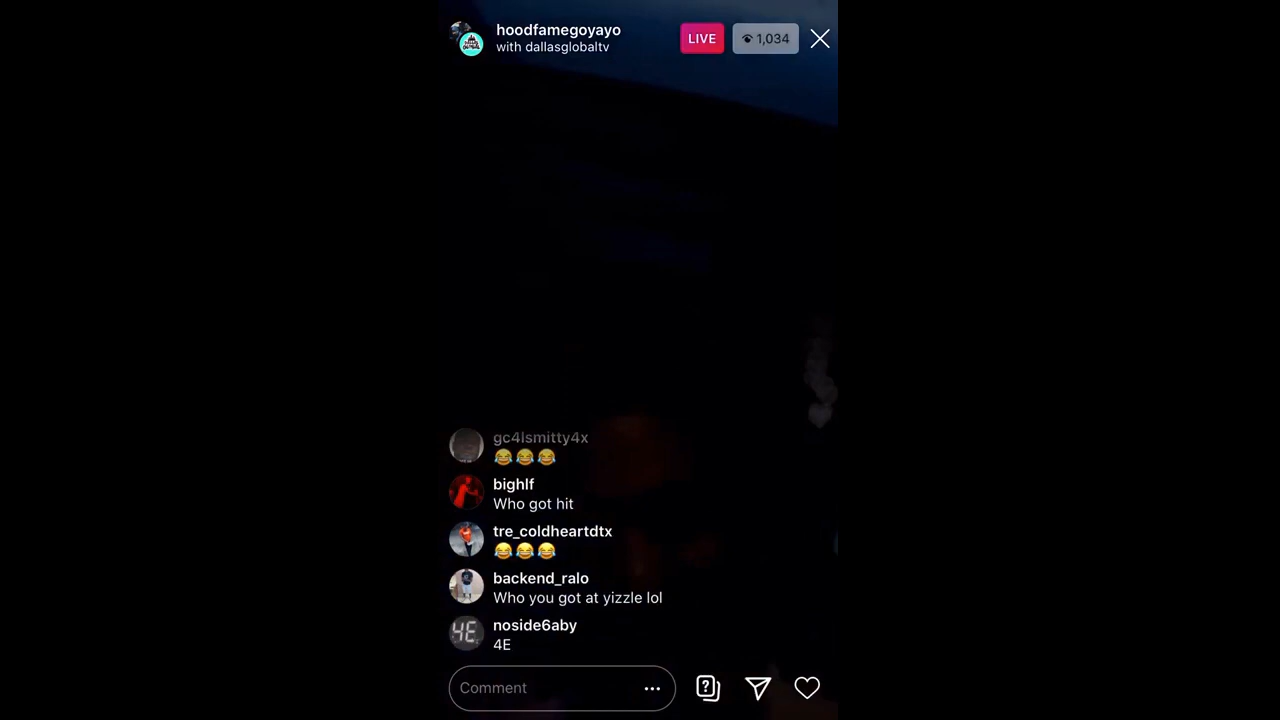 hoodfamegoyayo
with dallasglobaltv
LIVE
1,034
gc4lsmitty4x
😂😂😂
bighlf
Who got hit
tre_coldheartdtx
😂😂😂
backend_ralo
Who you got at yizzle lol
4E
noside6aby
4E
Comment